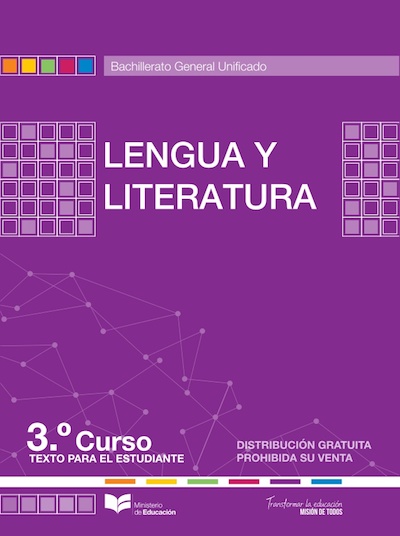 Bachillerato General Unificado
LENGUA Y
LITERATURA
3.º Curso
TEXTO PARA EL ESTUDIANTE
DISTRIBUCIÓN GRATUITA
PROHIBIDA SU VENTA
Ministerio
de Educación
Transformar la educación
MISIÓN DE TODOS